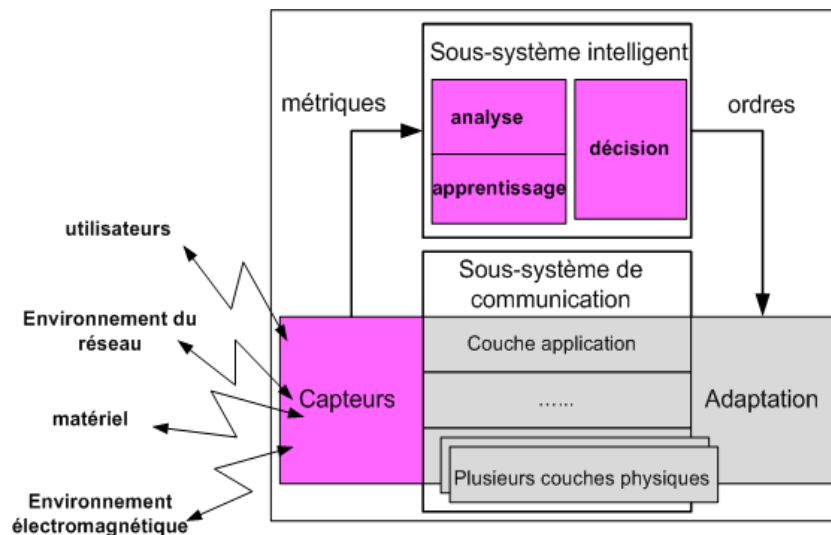 Sous-système intelligent
métriques
analyse
apprentissage
décision
ordres
utilisateurs
Environnement du
réseau
matériel
Environnement
électromagnétique
Sous-système de
communication
Capteurs
Couche application
......
Plusieurs couches physiques
Adaptation